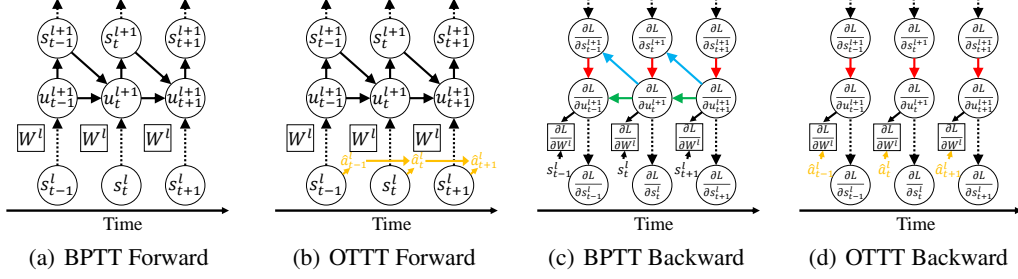 s_{t-1}^{l+1} s_t^{l+1} s_{t+1}^{l+1}
u_{t-1}^{l+1} u_t^{l+1} u_{t+1}^{l+1}
W^l W^l W^l
s_{t-1}^l s_t^l s_{t+1}^l
Time
(a) BPTT Forward
s_{t-1}^{l+1} s_t^{l+1} s_{t+1}^{l+1}
u_{t-1}^{l+1} u_t^{l+1} u_{t+1}^{l+1}
W^l W^l W^l
â_{t-1}^l â_t^l â_{t+1}^l
s_{t-1}^l s_t^l s_{t+1}^l
Time
(b) OTTT Forward
∂L/∂s_{t-1}^{l+1} ∂L/∂s_t^{l+1} ∂L/∂s_{t+1}^{l+1}
∂L/∂u_{t-1}^{l+1} ∂L/∂u_t^{l+1} ∂L/∂u_{t+1}^{l+1}
∂L/∂W^l ∂L/∂W^l ∂L/∂W^l
s_{t-1}^l s_t^l s_{t+1}^l
∂L/∂s_{t-1}^l ∂L/∂s_t^l ∂L/∂s_{t+1}^l
Time
(c) BPTT Backward
∂L/∂s_{t-1}^{l+1} ∂L/∂s_t^{l+1} ∂L/∂s_{t+1}^{l+1}
∂L/∂u_{t-1}^{l+1} ∂L/∂u_t^{l+1} ∂L/∂u_{t+1}^{l+1}
∂L/∂W^l ∂L/∂W^l ∂L/∂W^l
â_{t-1}^l â_t^l â_{t+1}^l
∂L/∂s_{t-1}^l ∂L/∂s_t^l ∂L/∂s_{t+1}^l
Time
(d) OTTT Backward